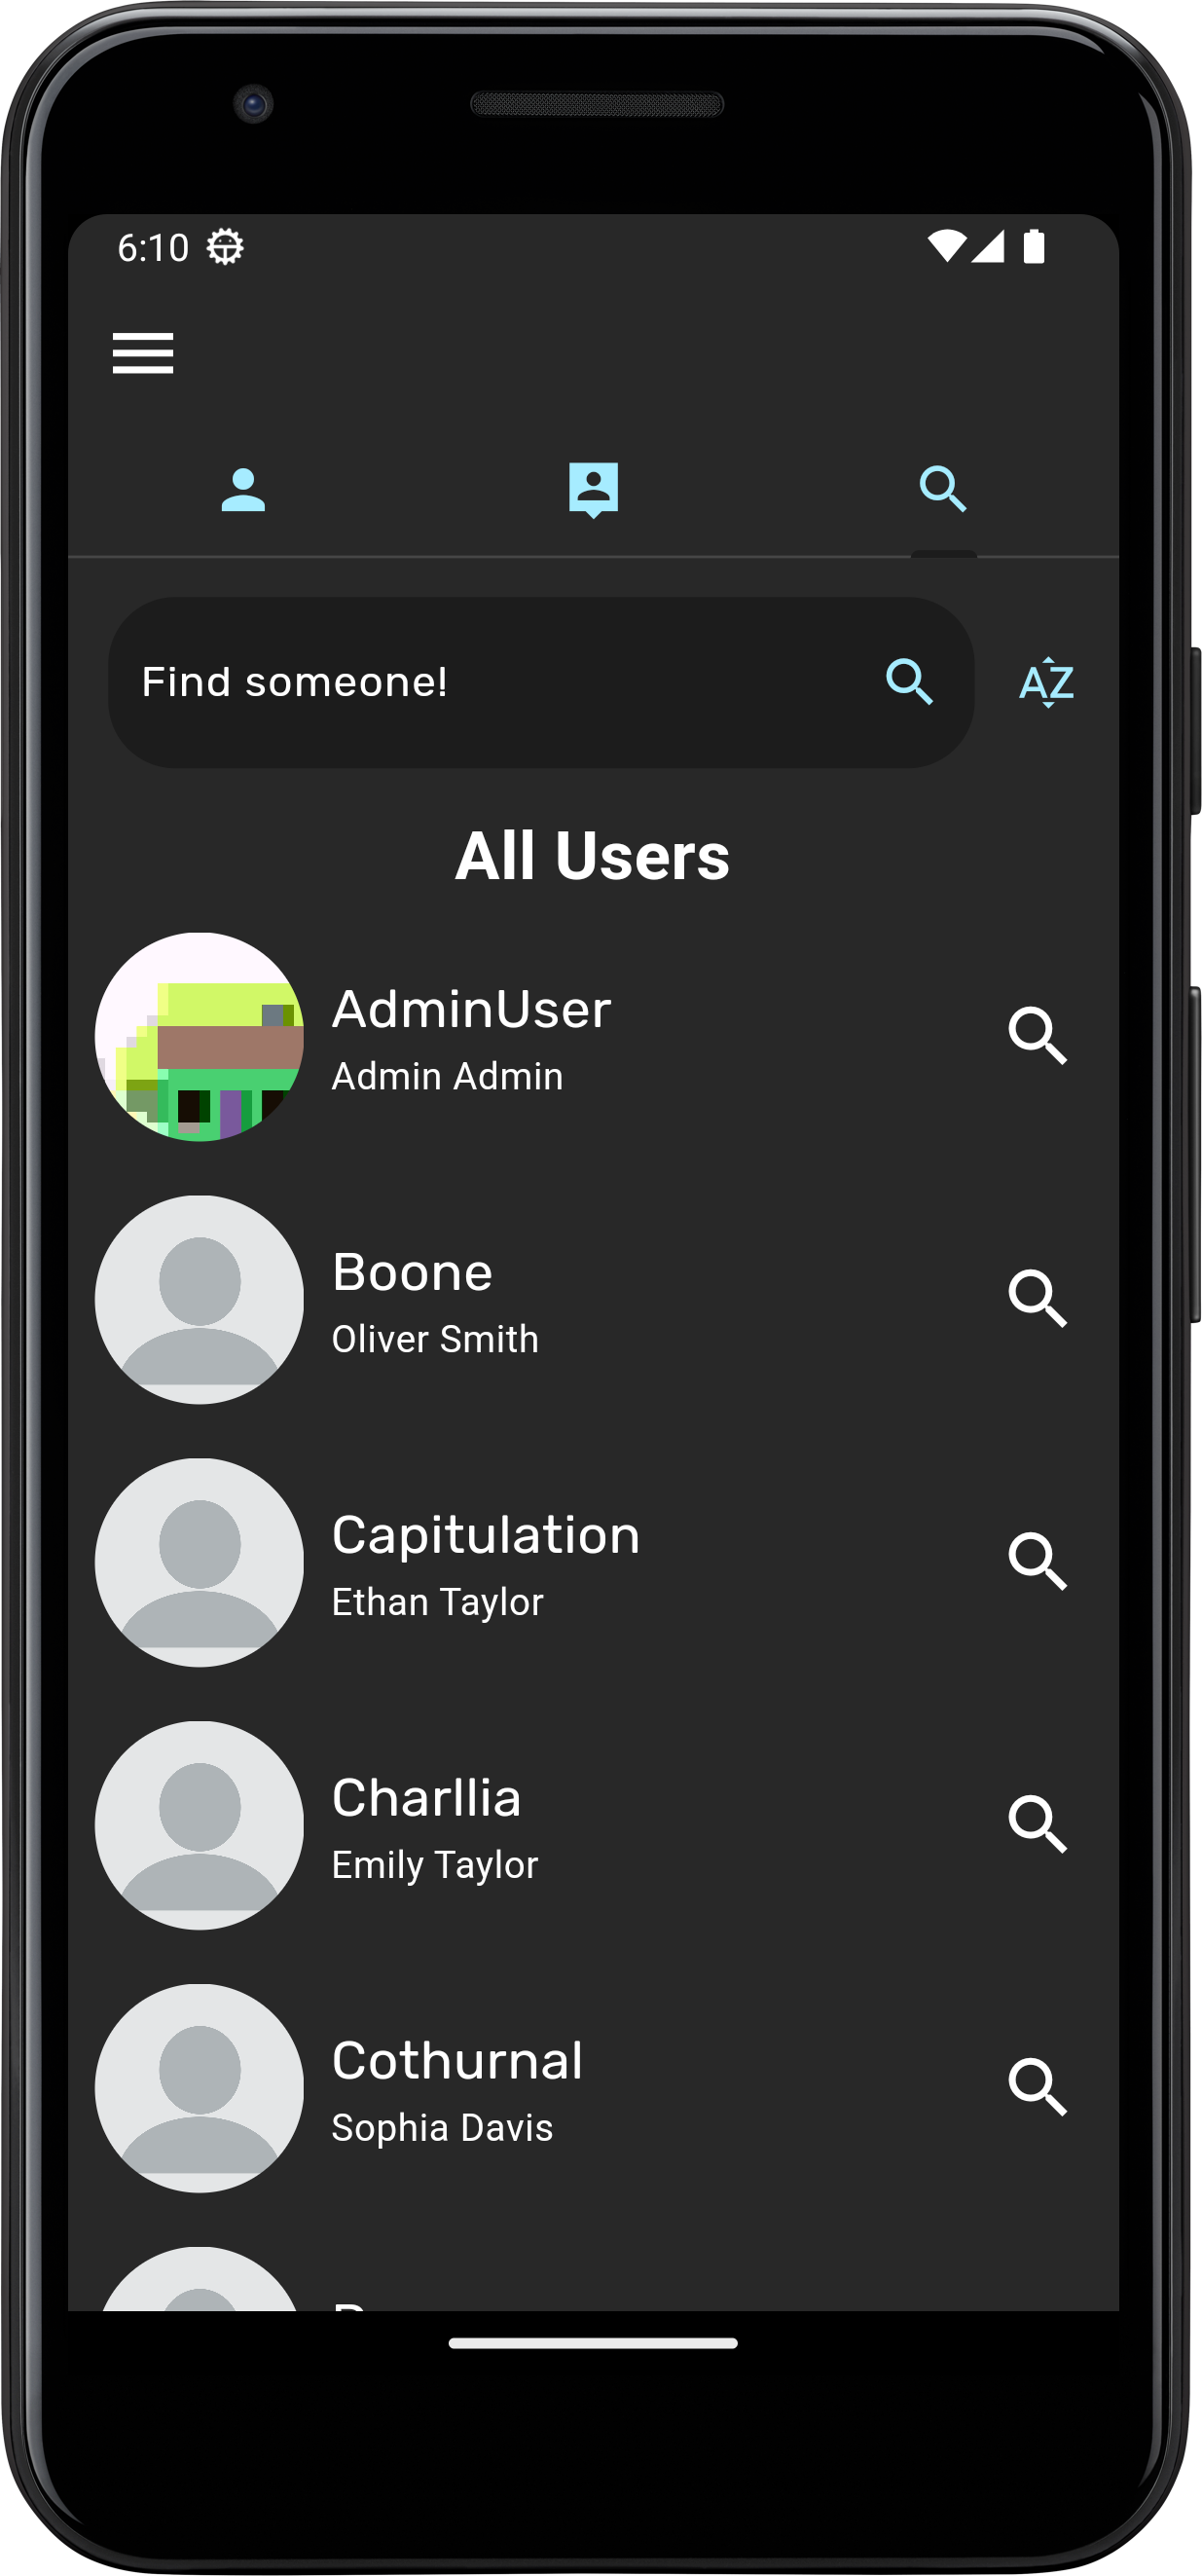 6:10
Find someone!
AZ
All Users
AdminUser
Admin Admin
Boone
Oliver Smith
Capitulation
Ethan Taylor
Charllia
Emily Taylor
Cothurnal
Sophia Davis